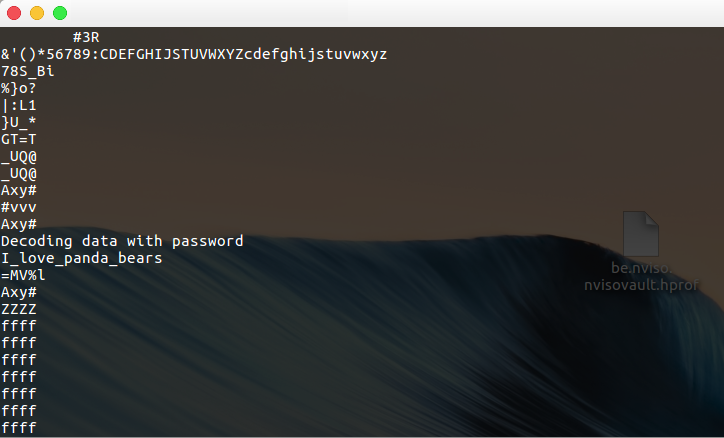 #3R
&'()*56789:CDEFGHIJSTUVWXYZcdefghijstuvwxyz
78S_Bi
%}o?
|:L1
}U_*
GT=T
_UQ@
_UQ@
Axy#
#vvv
Axy#
Decoding data with password
I_love_panda_bears
=MV%l
Axy#
ZZZZ
ffff
ffff
ffff
ffff
ffff
ffff
ffff
be.nviso.
nvisovault.hprof